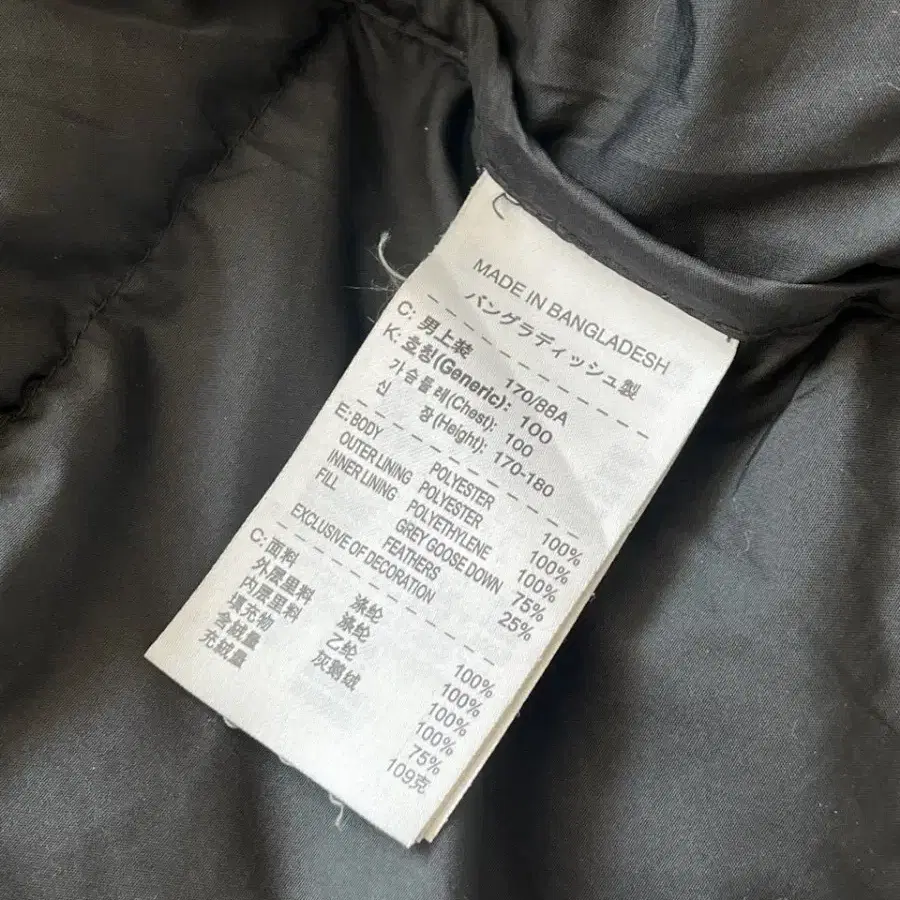 MADE IN BANGLADESH
バングラディッシュ製
C: 男上装 170/88A
K: 호칭(Generic): 100
가슴둘레(Chest): 100
신 장(Height): 170-180
E: BODY POLYESTER 100%
OUTER LINING POLYESTER 100%
INNER LINING POLYETHYLENE 100%
FILL GREY GOOSE DOWN 75%
FEATHERS 25%
EXCLUSIVE OF DECORATION
C: 面料 涤纶 100%
外层里料 涤纶 100%
内层里料 乙纶 100%
填充物 灰鹅绒 100%
含绒量 75%
充绒量 109克